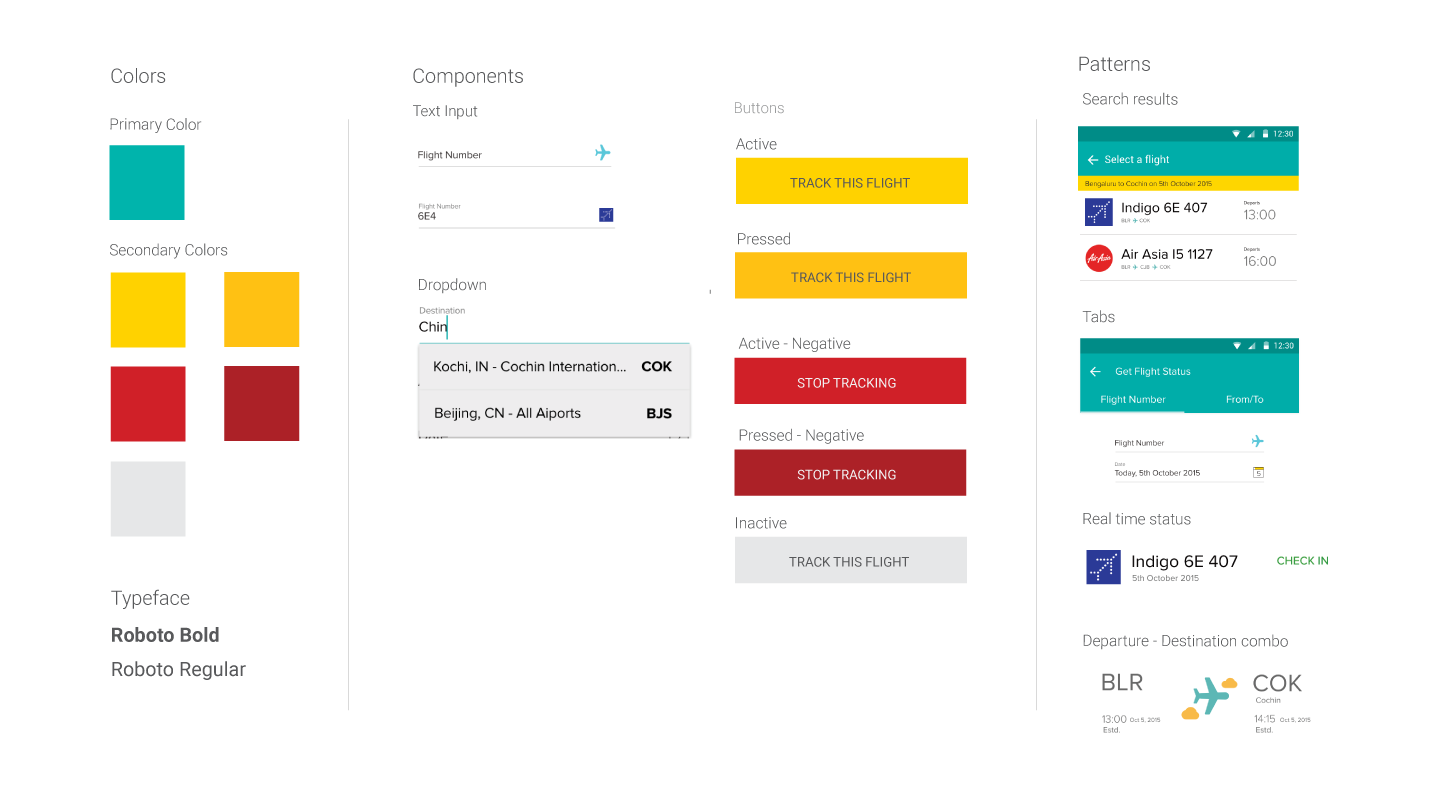 Colors
Primary Color
Secondary Colors
Typeface
Roboto Bold
Roboto Regular
Components
Text Input
Flight Number
Flight Number
6E4
Dropdown
Destination
Chin
Kochi, IN - Cochin Internation... COK
Beijing, CN - All Aiports BJS
Buttons
Active
TRACK THIS FLIGHT
Pressed
TRACK THIS FLIGHT
Active - Negative
STOP TRACKING
Pressed - Negative
STOP TRACKING
Inactive
TRACK THIS FLIGHT
Patterns
Search results
12:30
Select a flight
Bengaluru to Cochin on 5th October 2015
Indigo 6E 407
BLR COK
Departs
13:00
Air Asia
Air Asia I5 1127
BLR CJB COK
Departs
16:00
Tabs
12:30
Get Flight Status
Flight Number From/To
Flight Number
Date
Today, 5th October 2015
5
Real time status
Indigo 6E 407 CHECK IN
5th October 2015
Departure - Destination combo
BLR
13:00 Oct 5, 2015
Estd.
COK
Cochin
14:15 Oct 5, 2015
Estd.